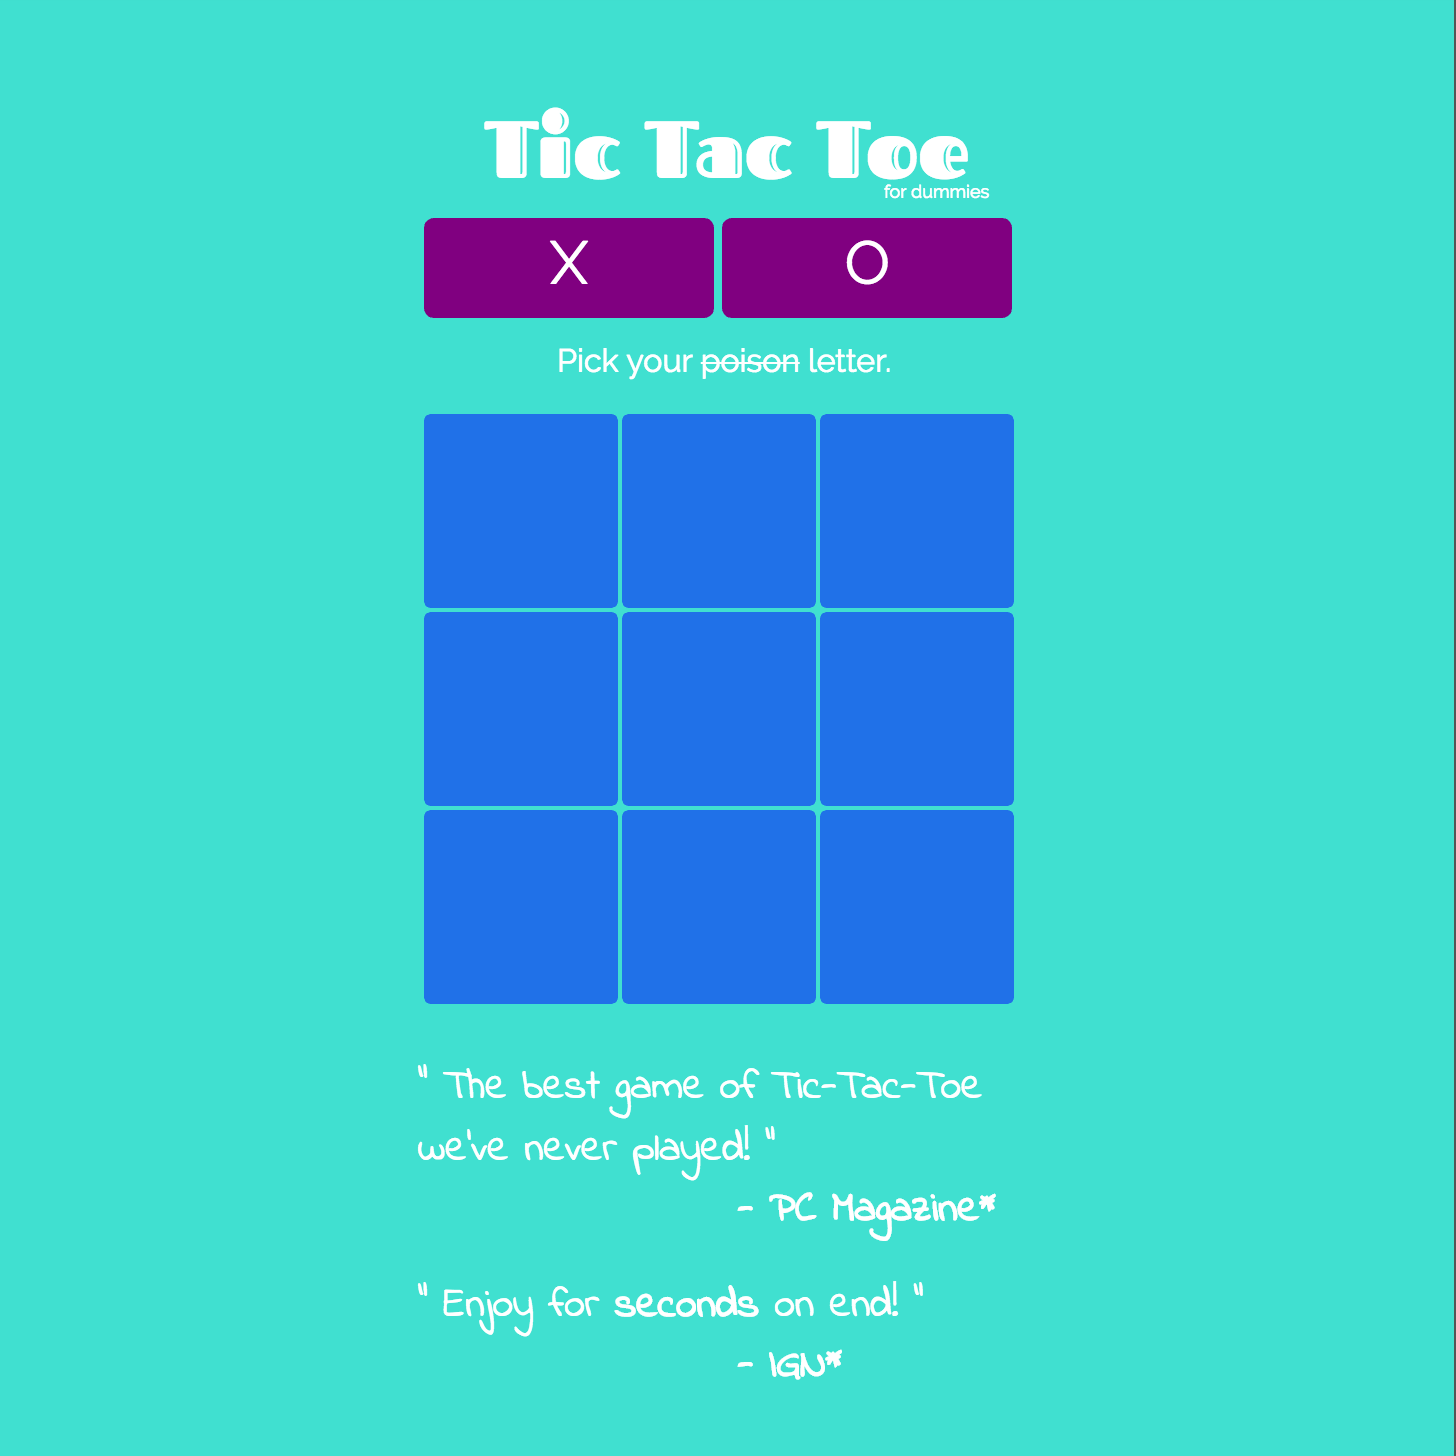 Tic Tac Toe
for dummies
X O
Pick your poison letter.
" The best game of Tic-Tac-Toe
we've never played! "
- PC Magazine*
" Enjoy for seconds on end! "
- IGN*